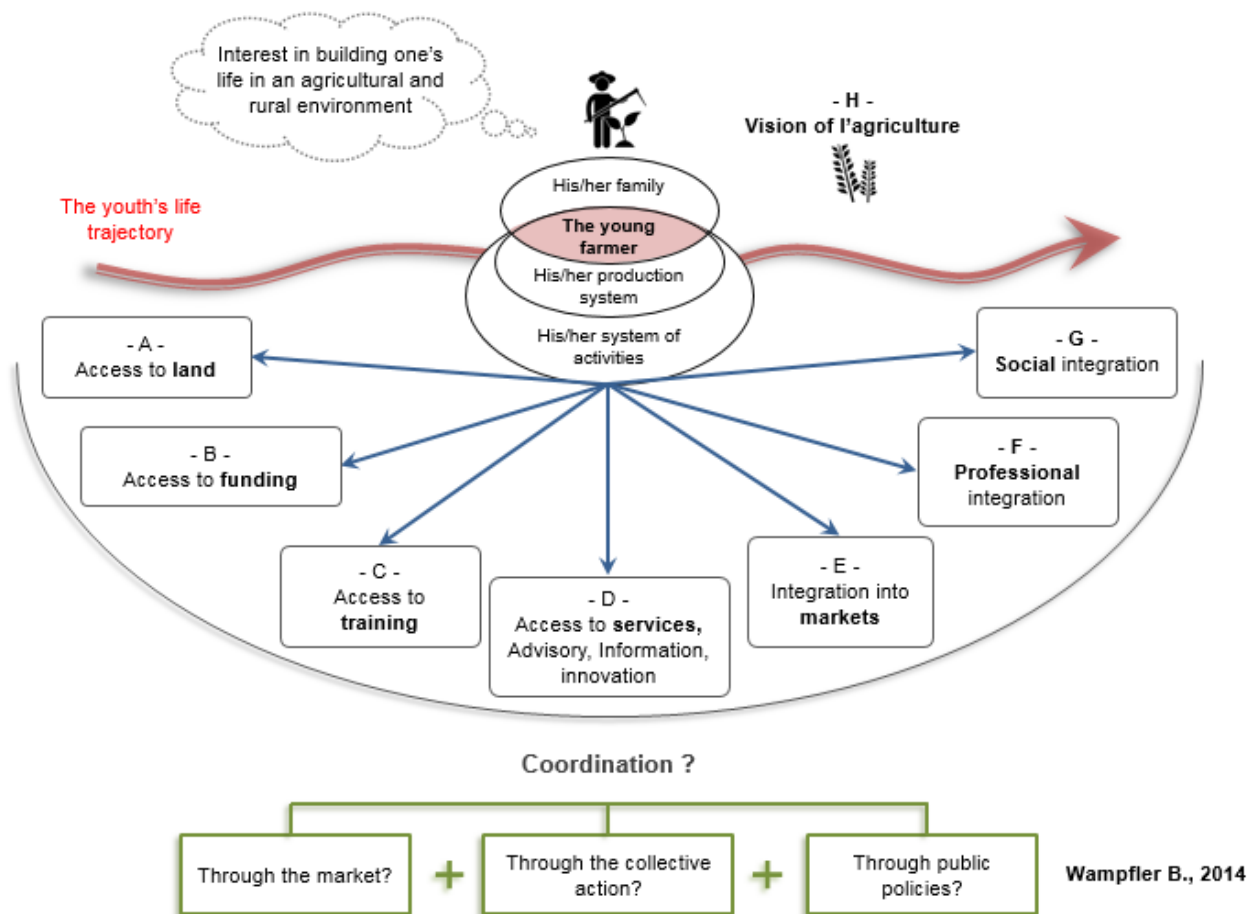 Interest in building one's
life in an agricultural and
rural environment
- H -
Vision of l'agriculture
The youth's life
trajectory
His/her family
The young
farmer
His/her production
system
His/her system of
activities
- A -
Access to land
- B -
Access to funding
- C -
Access to
training
- D -
Access to services,
Advisory, Information,
innovation
- E -
Integration into
markets
- F -
Professional
integration
- G -
Social integration
Coordination ?
Through the market?
+
Through the collective
action?
+
Through public
policies?
Wampfler B., 2014